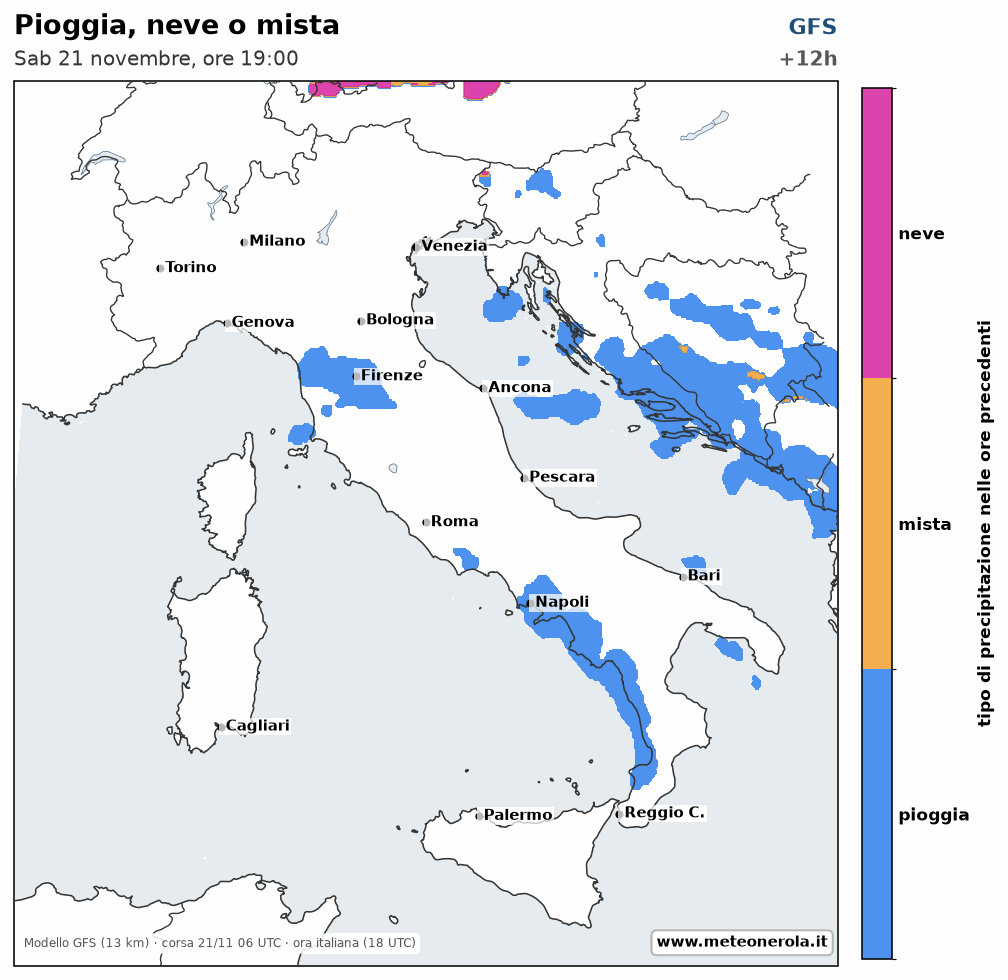 Pioggia, neve o mista
GFS
Sab 21 novembre, ore 19:00
+12h
Milano
Venezia
Torino
Genova
Bologna
Firenze
Ancona
Pescara
Roma
Bari
Napoli
Cagliari
Palermo
Reggio C.
Modello GFS (13 km) · corsa 21/11 06 UTC · ora italiana (18 UTC)
www.meteonerola.it
neve
mista
pioggia
tipo di precipitazione nelle ore precedenti